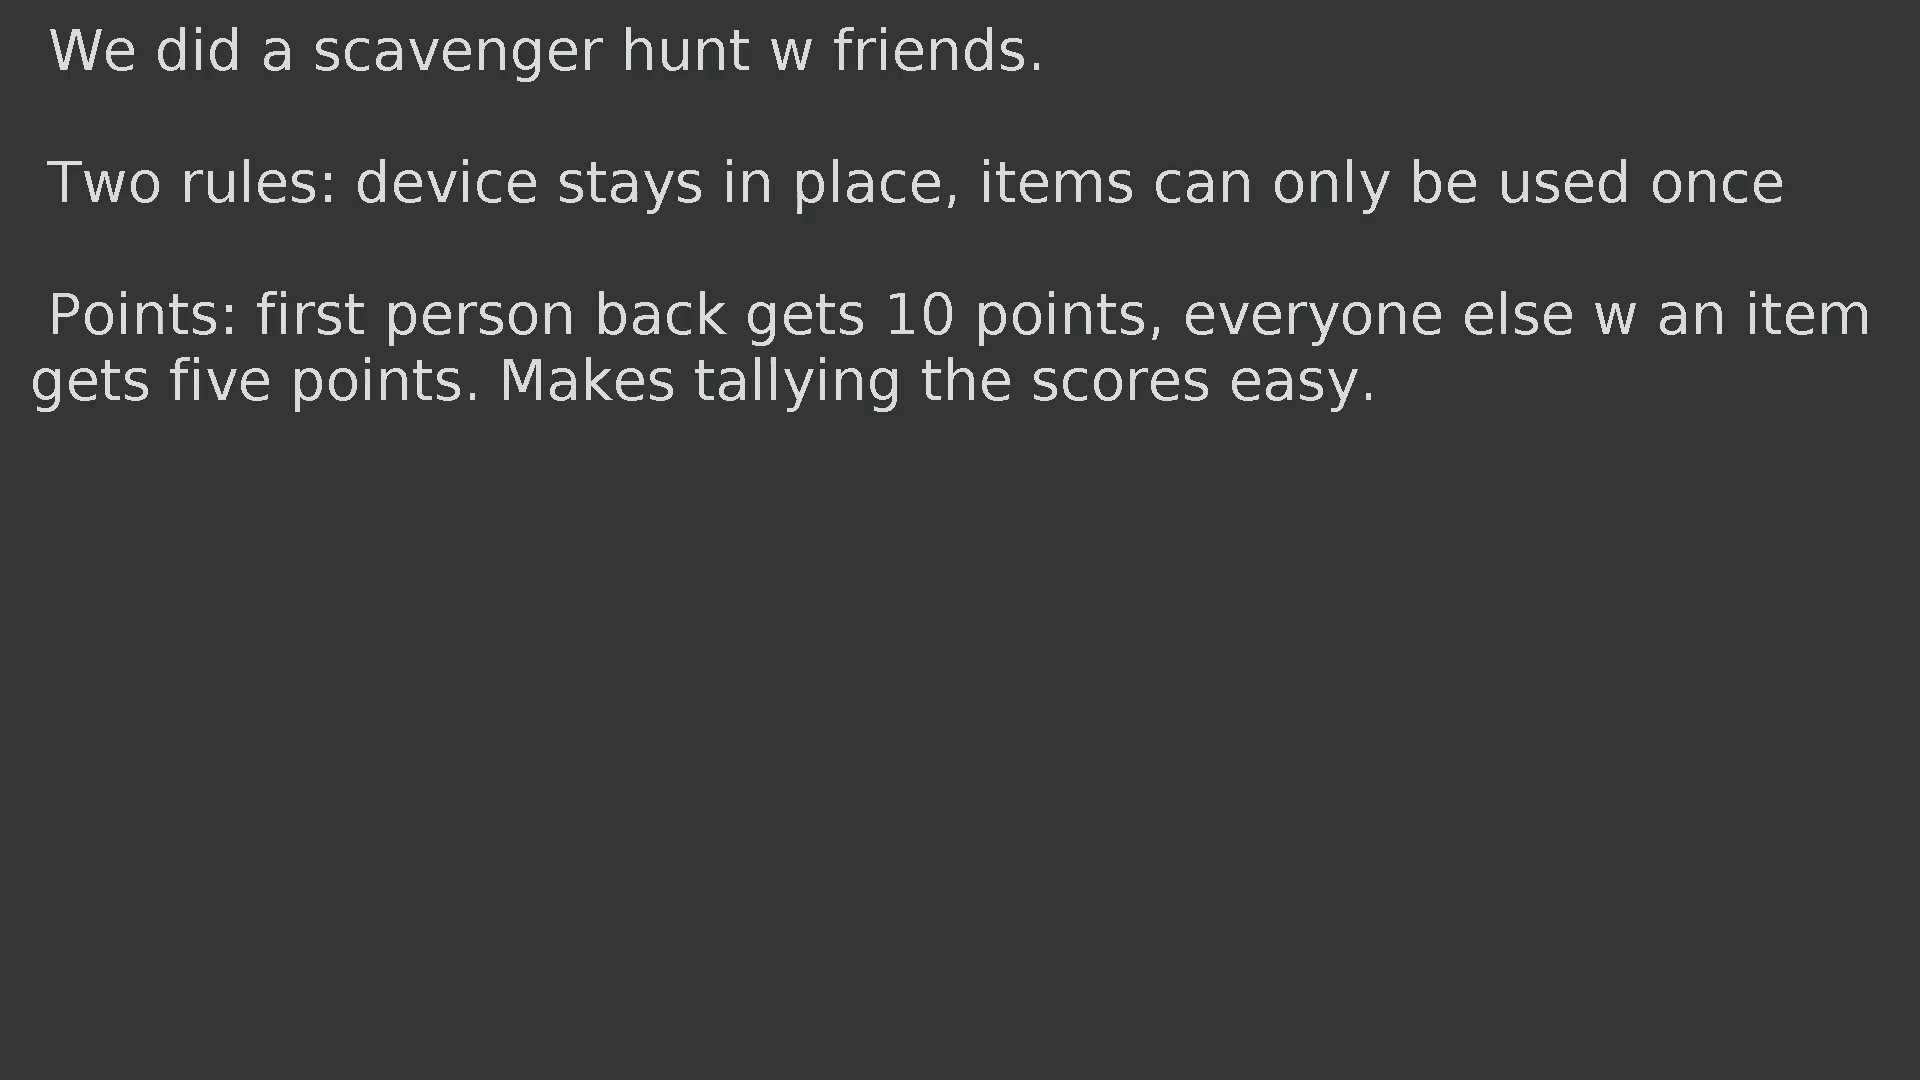 We did a scavenger hunt w friends.
Two rules: device stays in place, items can only be used once
Points: first person back gets 10 points, everyone else w an item
gets five points. Makes tallying the scores easy.